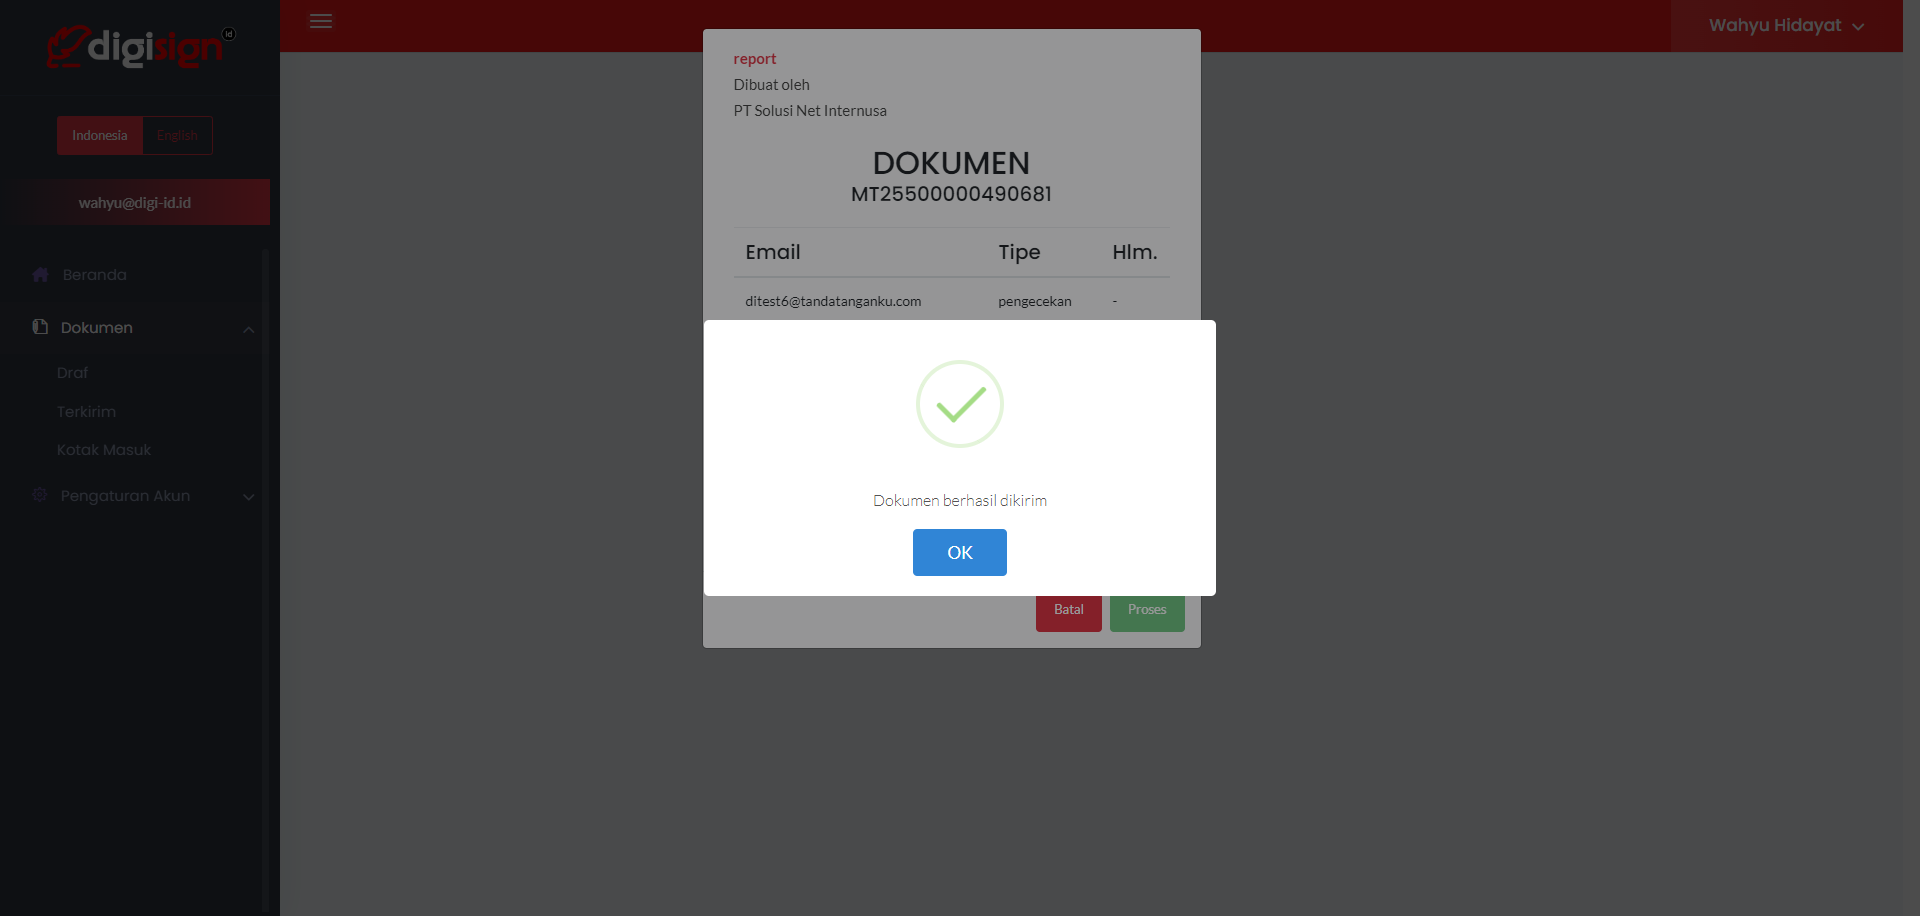 digisign id
Indonesia English
wahyu@digi-id.id
Beranda
Dokumen
Draf
Terkirim
Kotak Masuk
Pengaturan Akun
Wahyu Hidayat
report
Dibuat oleh
PT Solusi Net Internusa
DOKUMEN
MT25500000490681
Email Tipe Hlm.
ditest6@tandatanganku.com pengecekan -
Dokumen berhasil dikirim
OK
Batal Proses